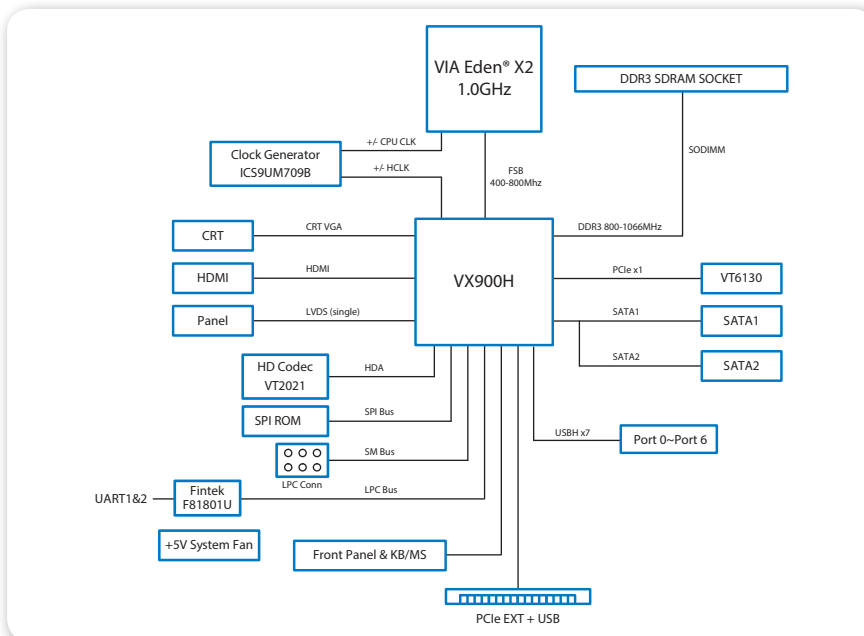 VIA Eden® X2
1.0GHz
DDR3 SDRAM SOCKET
+/- CPU CLK
Clock Generator
ICS9UM709B
+/- HCLK
FSB
400-800Mhz
SODIMM
CRT
CRT VGA
DDR3 800-1066MHz
HDMI
HDMI
VX900H
PCIe x1
VT6130
Panel
LVDS (single)
SATA1
SATA1
HD Codec
VT2021
HDA
SATA2
SATA2
SPI ROM
SPI Bus
USBH x7
Port 0~Port 6
SM Bus
LPC Conn
UART1&2
Fintek
F81801U
LPC Bus
+5V System Fan
Front Panel & KB/MS
PCIe EXT + USB